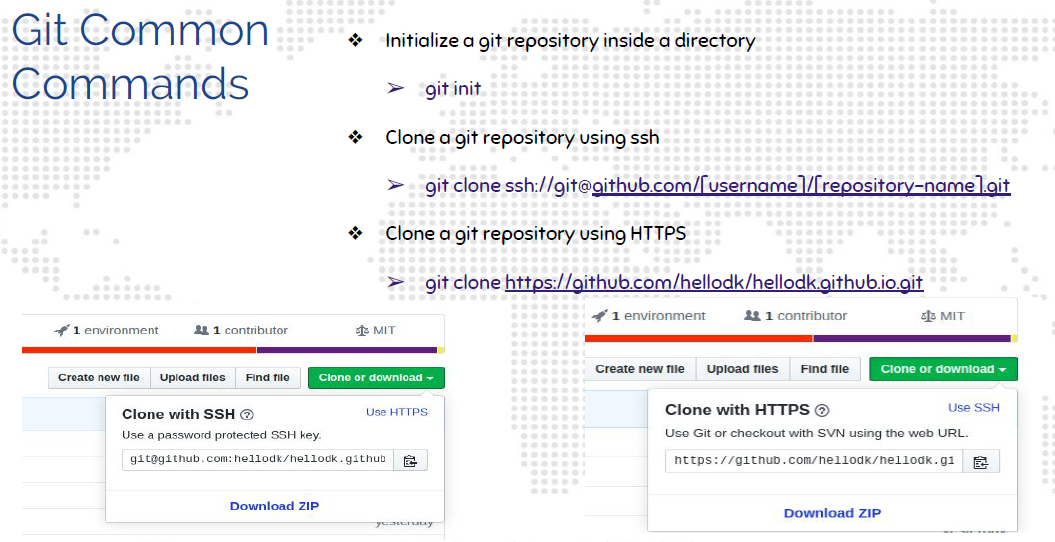 Git Common
Commands
❖ Initialize a git repository inside a directory
➢ git init
❖ Clone a git repository using ssh
➢ git clone ssh://git@github.com/[username]/[repository-name].git
❖ Clone a git repository using HTTPS
➢ git clone https://github.com/hellodk/hellodk.github.io.git
1 environment 1 contributor MIT
Create new file Upload files Find file Clone or download
Clone with SSH ? Use HTTPS
Use a password protected SSH key.
git@github.com:hellodk/hellodk.github
Download ZIP
yesterday
1 environment 1 contributor MIT
Create new file Upload files Find file Clone or download
Clone with HTTPS ? Use SSH
Use Git or checkout with SVN using the web URL.
https://github.com/hellodk/hellodk.gi
Download ZIP